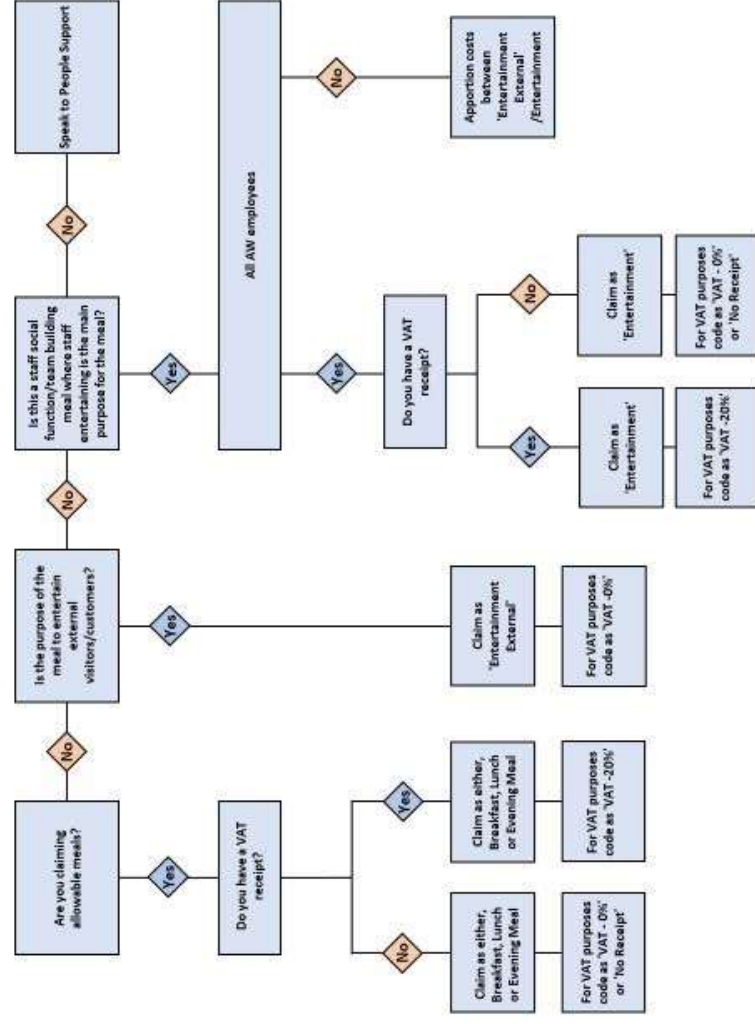 Are you claiming
allowable meals?
No
Is the purpose of the
meal to entertain
external
visitors/customers?
No
Is this a staff social
function/team building
meal where staff
entertaining is the main
purpose for the meal?
No
Speak to People Support
Yes
Yes
Yes
Do you have a VAT
receipt?
All AW employees
No
Yes
Claim as either,
Breakfast, Lunch
or Evening Meal
For VAT purposes
code as 'VAT - 0%'
or 'No Receipt'
Yes
Claim as either,
Breakfast, Lunch
or Evening Meal
For VAT purposes
code as 'VAT -20%'
Claim as
'Entertainment
External'
For VAT purposes
code as 'VAT -0%'
Yes
Do you have a VAT
receipt?
No
Apportion costs
between
'Entertainment
External'
/Entertainment
Yes
Claim as
'Entertainment'
For VAT purposes
code as 'VAT -20%'
No
Claim as
'Entertainment'
For VAT purposes
code as 'VAT - 0%'
or 'No Receipt'